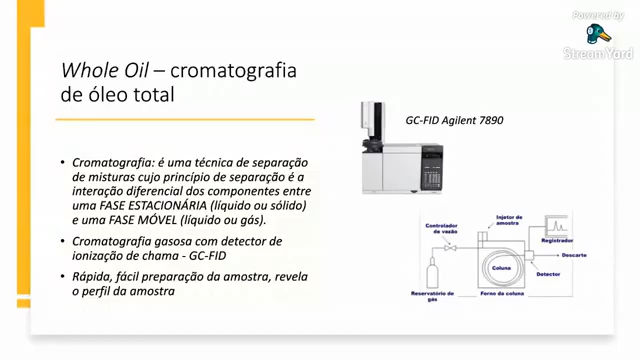 Powered by
StreamYard
Whole Oil – cromatografia
de óleo total
GC-FID Agilent 7890
• Cromatografia: é uma técnica de separação
de misturas cujo princípio de separação é a
interação diferencial dos componentes entre
uma FASE ESTACIONÁRIA (líquido ou sólido)
e uma FASE MÓVEL (líquido ou gás).
• Cromatografia gasosa com detector de
ionização de chama - GC-FID
• Rápida, fácil preparação da amostra, revela
o perfil da amostra
Controlador
de vazão
Injetor de
amostra
Registrador
Descarte
Coluna
Detector
Reservatório de
gás
Forno da coluna